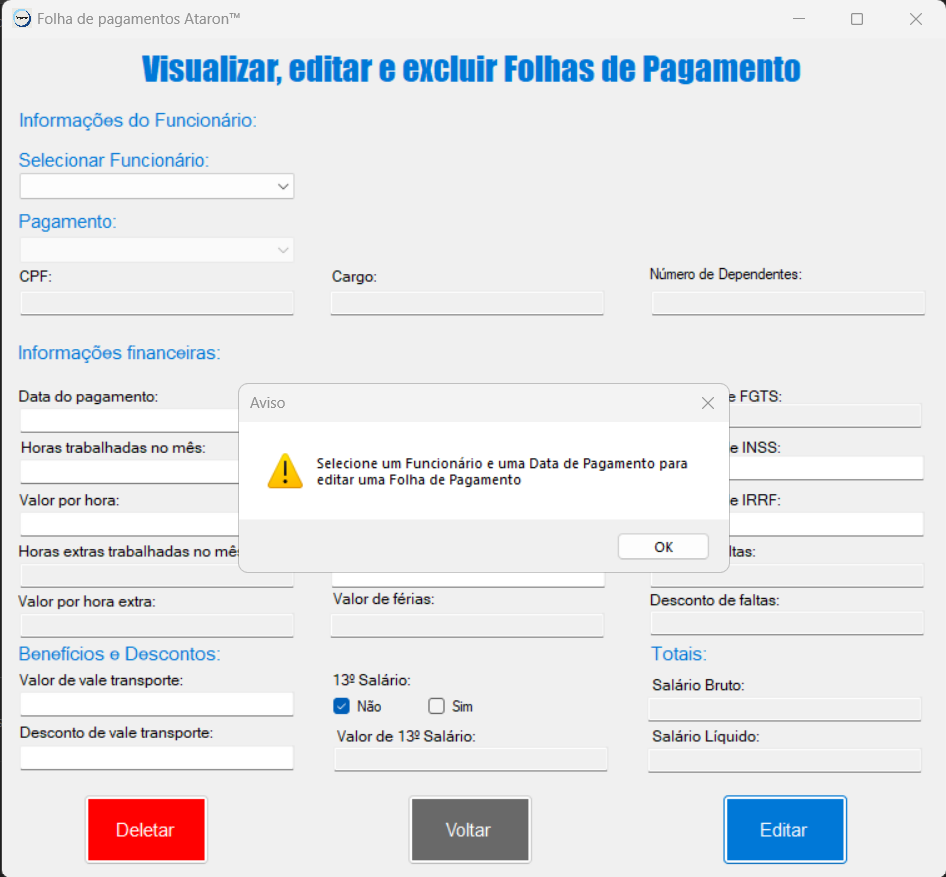 Folha de pagamentos Ataron™
Visualizar, editar e excluir Folhas de Pagamento
Informações do Funcionário:
Selecionar Funcionário:
Pagamento:
CPF:
Cargo:
Número de Dependentes:
Informações financeiras:
Data do pagamento:
e FGTS:
Horas trabalhadas no mês:
e INSS:
Valor por hora:
e IRRF:
Horas extras trabalhadas no mês
ltas:
Aviso
Selecione um Funcionário e uma Data de Pagamento para
editar uma Folha de Pagamento
OK
Valor por hora extra:
Valor de férias:
Desconto de faltas:
Benefícios e Descontos:
Totais:
Valor de vale transporte:
13º Salário:
Salário Bruto:
Não
Sim
Desconto de vale transporte:
Valor de 13º Salário:
Salário Líquido:
Deletar
Voltar
Editar